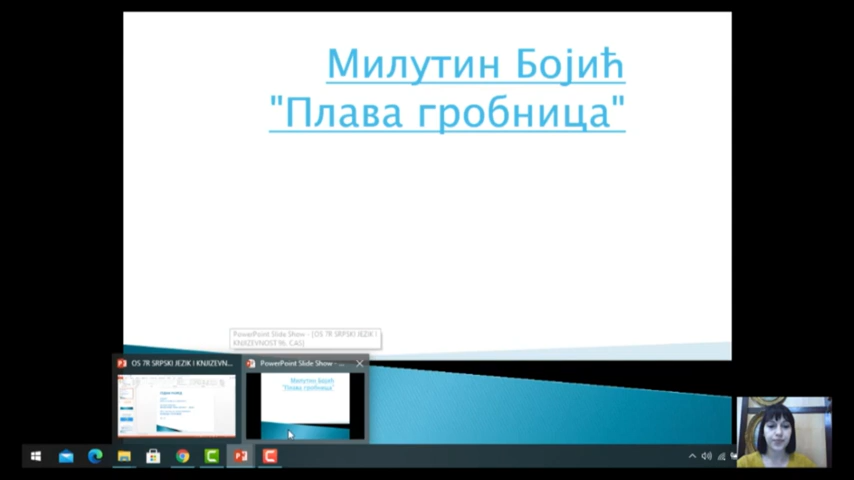 Милутин Бојић
"Плава гробница"
PowerPoint Slide Show - [OS 7R SRPSKI JEZIK I
KNJIZEVNOST 96. CAS]
OS 7R SRPSKI JEZIK I KNJIZEVN...
PowerPoint Slide Show - ...
Милутин Бојић
"Плава гробница"